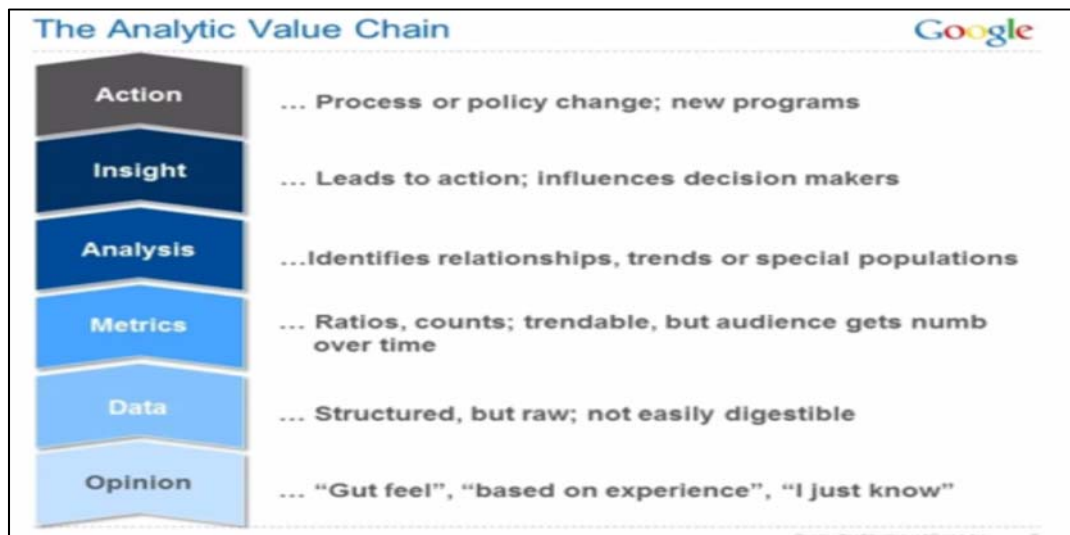 The Analytic Value Chain
Google
Action
... Process or policy change; new programs
Insight
... Leads to action; influences decision makers
Analysis
...Identifies relationships, trends or special populations
Metrics
... Ratios, counts; trendable, but audience gets numb
over time
Data
... Structured, but raw; not easily digestible
Opinion
... “Gut feel”, “based on experience”, “I just know”